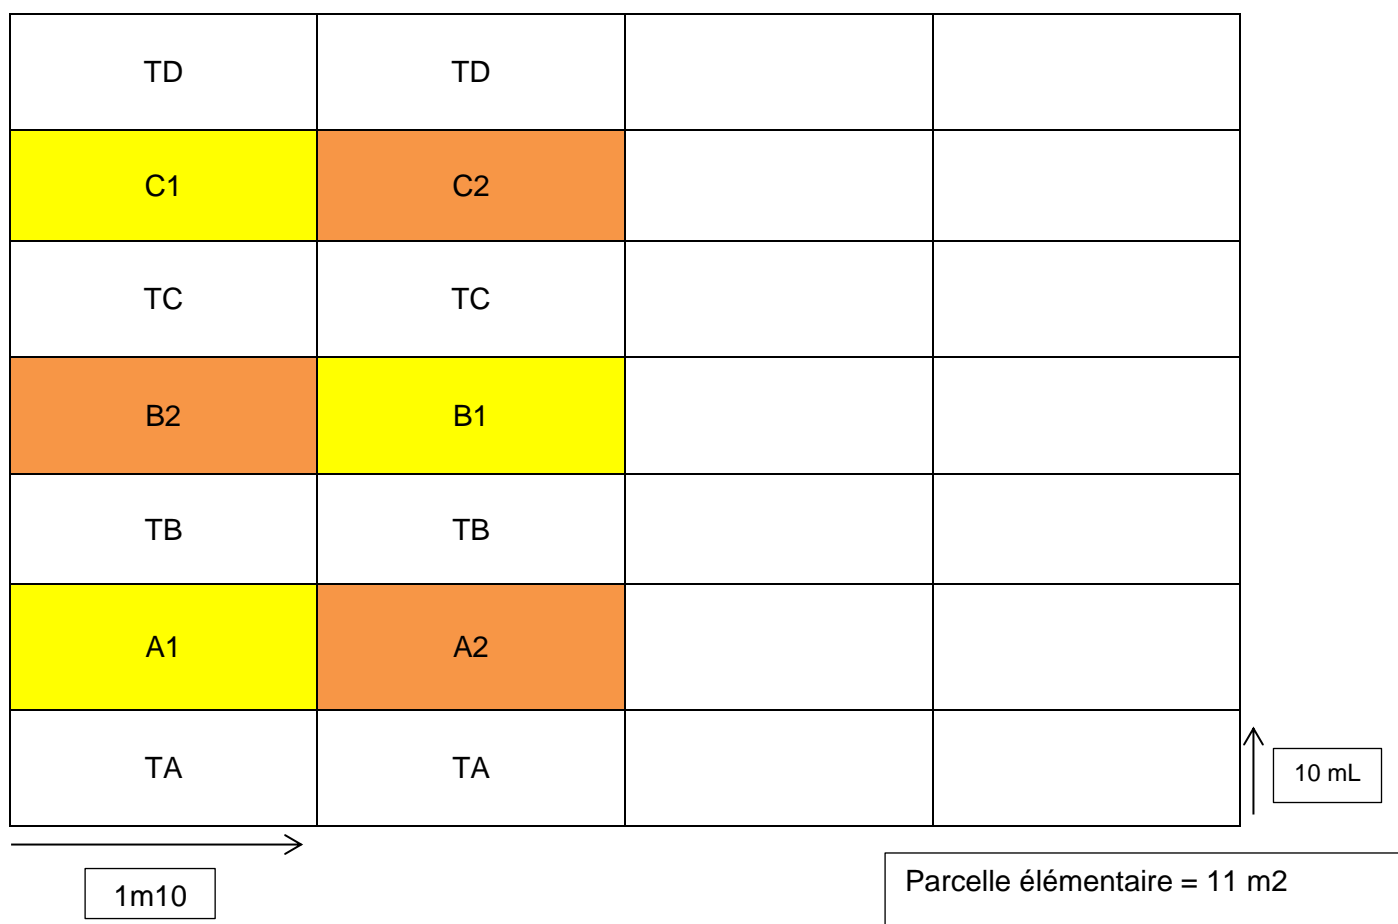 TD TD
C1 C2
TC TC
B2 B1
TB TB
A1 A2
TA TA
10 mL
1m10
Parcelle élémentaire = 11 m2